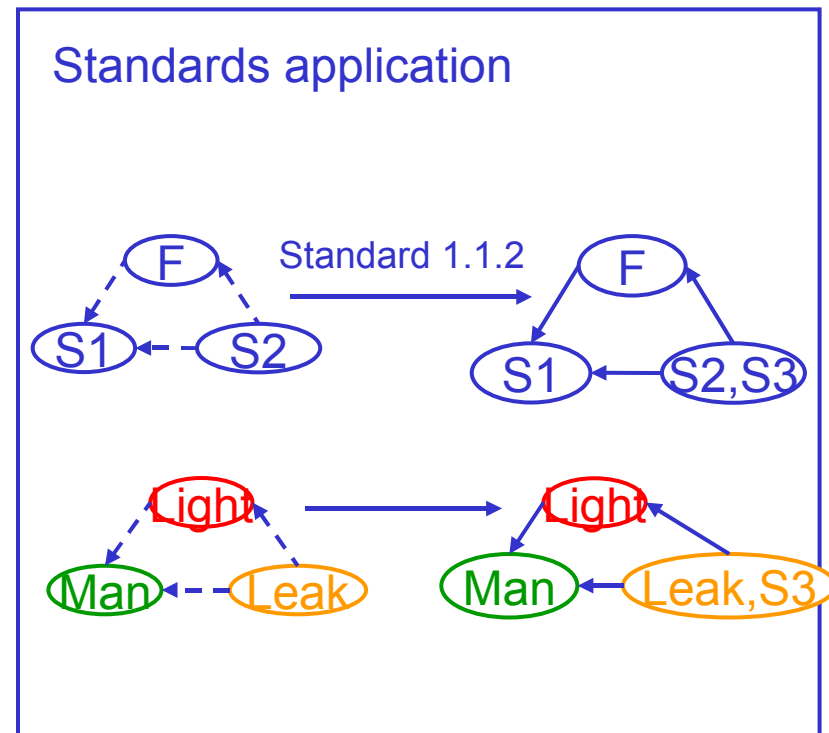 Standards application
F
Standard 1.1.2
F
S1
S2
S1
S2,S3
Light
Light
Man
Leak
Man
Leak,S3